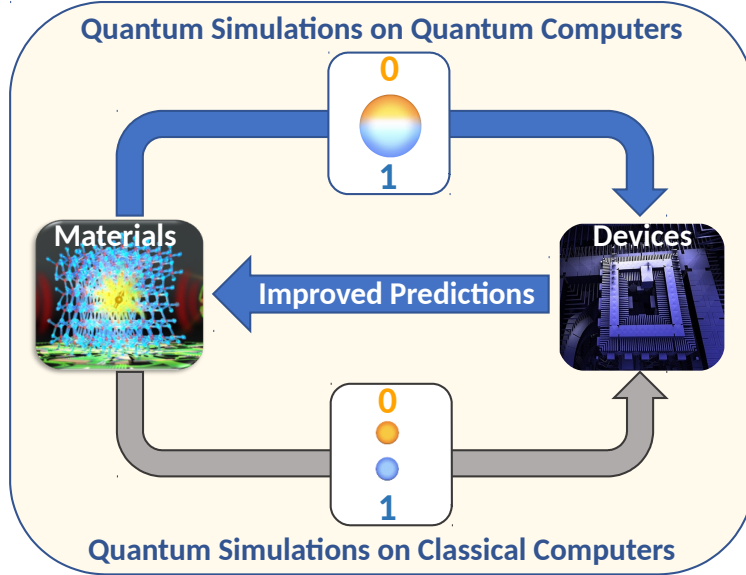 Quantum Simulations on Quantum Computers
0
1
Materials
Devices
Improved Predictions
0
1
Quantum Simulations on Classical Computers